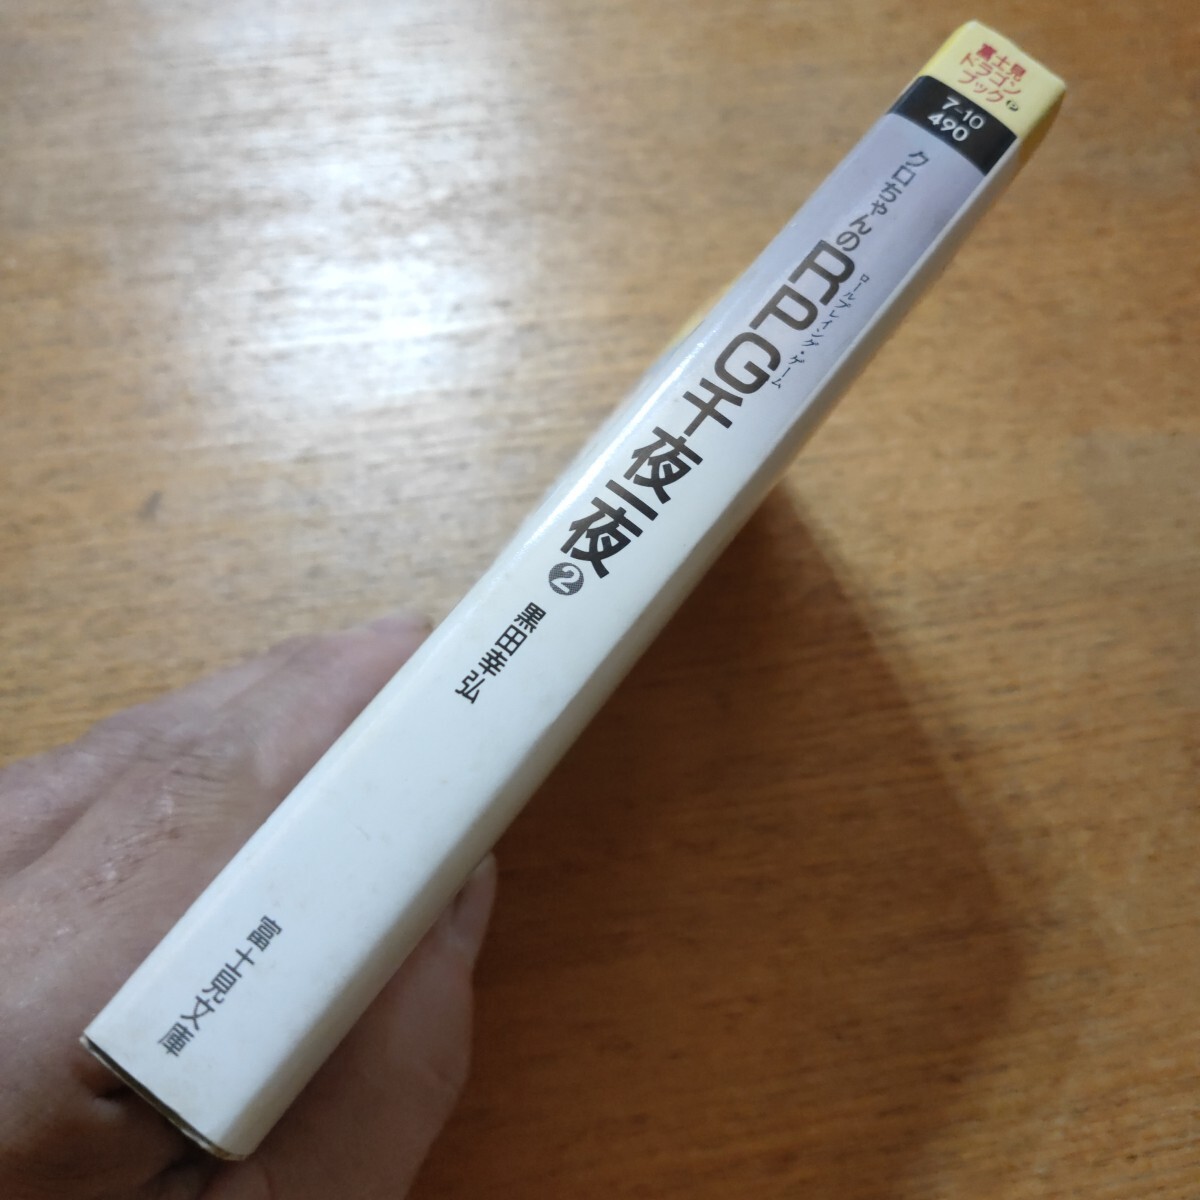 富士見
ドラゴン
ブック
7-10
490
クロちゃんのRPG千夜一夜❷
ロールプレイング・ゲーム
黒田幸弘
富士見文庫